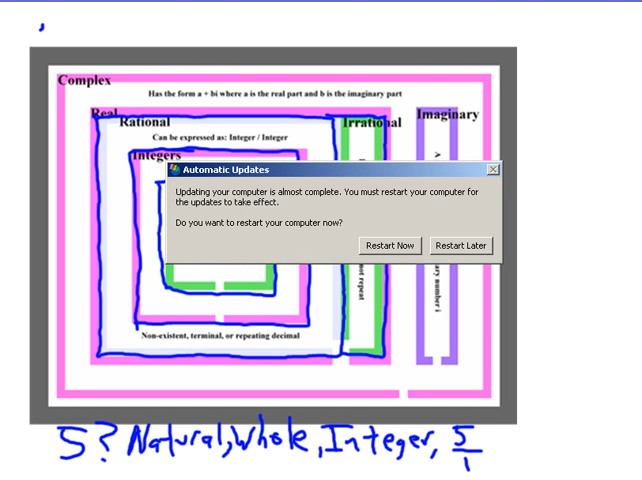 ,
Complex
Has the form a + bi where a is the real part and b is the imaginary part
Real
Rational
Irrational
Imaginary
Can be expressed as: Integer / Integer
Integers
Automatic Updates
Updating your computer is almost complete. You must restart your computer for
the updates to take effect.
Do you want to restart your computer now?
Restart Now Restart Later
not repeat
ary number i
Non-existent, terminal, or repeating decimal
5? Natural, Whole, Integer, 5/1